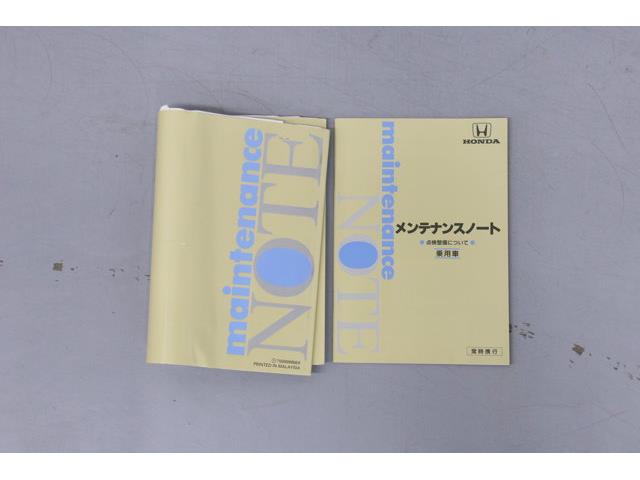 maintenance
NOTE
PRINTED IN MALAYSIA
maintenance
NOTE
HONDA
メンテナンスノート
● 点検整備について ●
乗用車
常時携行